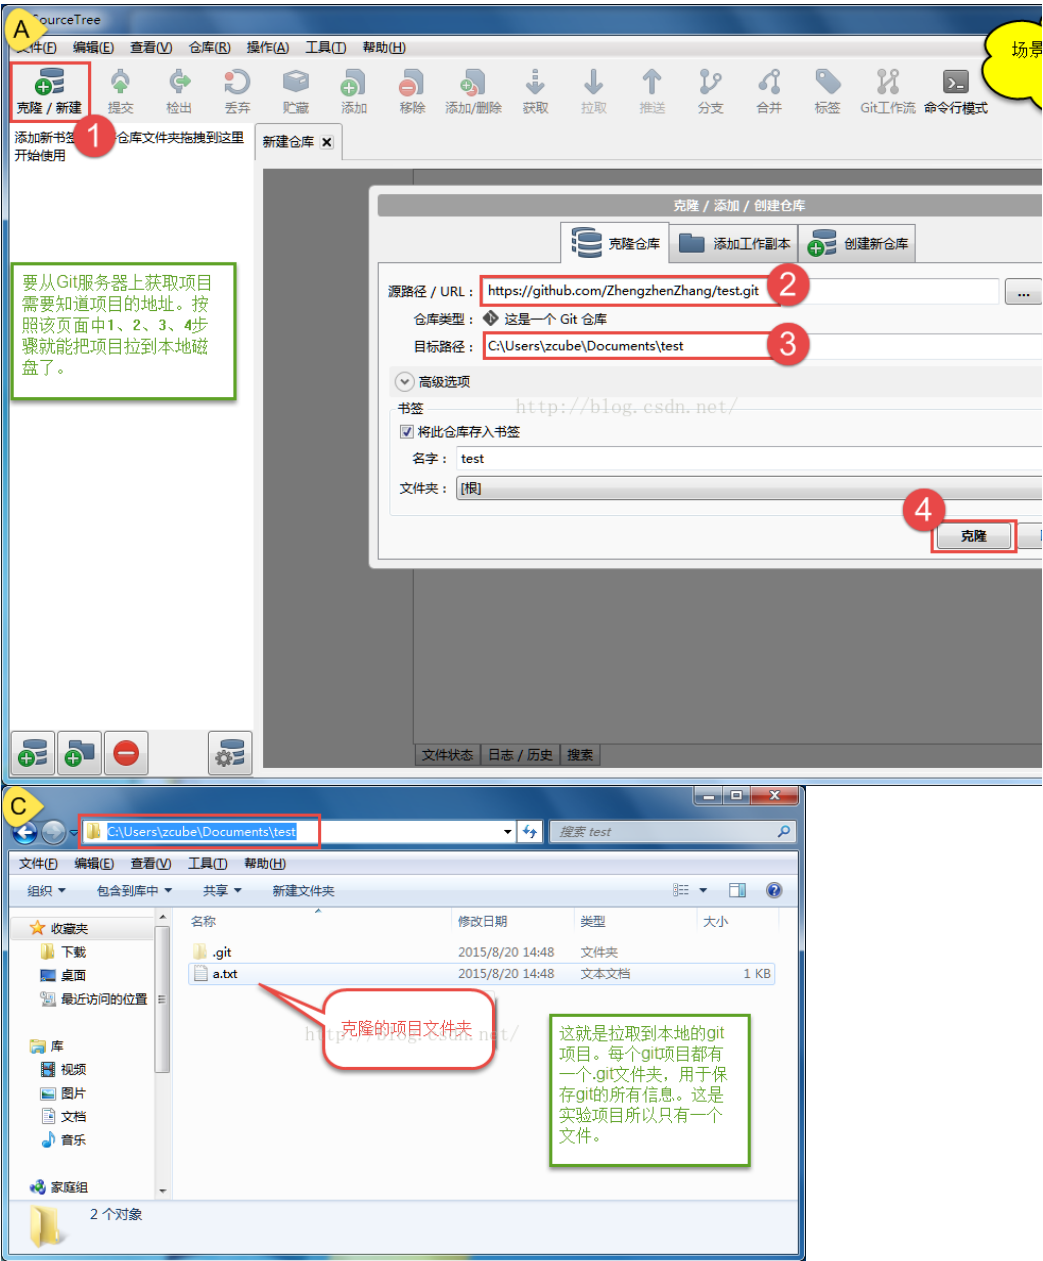 A
SourceTree
文件(F) 编辑(E) 查看(V) 仓库(R) 操作(A) 工具(T) 帮助(H)
场景
克隆 / 新建 提交 检出 丢弃 贮藏 添加 移除 添加/删除 获取 拉取 推送 分支 合并 标签 Git工作流 命令行模式
1
添加新书签 仓库文件夹拖拽到这里
开始使用
新建仓库
克隆 / 添加 / 创建仓库
克隆仓库 添加工作副本 创建新仓库
源路径 / URL： https://github.com/ZhengzhenZhang/test.git 2 ...
仓库类型： 这是一个 Git 仓库
目标路径： C:\Users\zcube\Documents\test 3
高级选项
http://blog.csdn.net/
书签
将此仓库存入书签
名字： test
文件夹： [根]
4
克隆
要从Git服务器上获取项目
需要知道项目的地址。按
照该页面中1、2、3、4步
骤就能把项目拉到本地磁
盘了。
文件状态 日志 / 历史 搜索
C
C:\Users\zcube\Documents\test 搜索 test
文件(F) 编辑(E) 查看(V) 工具(T) 帮助(H)
组织 包含到库中 共享 新建文件夹
收藏夹
下载
桌面
最近访问的位置
库
视频
图片
文档
音乐
家庭组
名称 修改日期 类型 大小
.git 2015/8/20 14:48 文件夹
a.txt 2015/8/20 14:48 文本文档 1 KB
克隆的项目文件夹
http://blog.csdn.net/
这就是拉取到本地的git
项目。每个git项目都有
一个.git文件夹，用于保
存git的所有信息。这是
实验项目所以只有一个
文件。
2 个对象